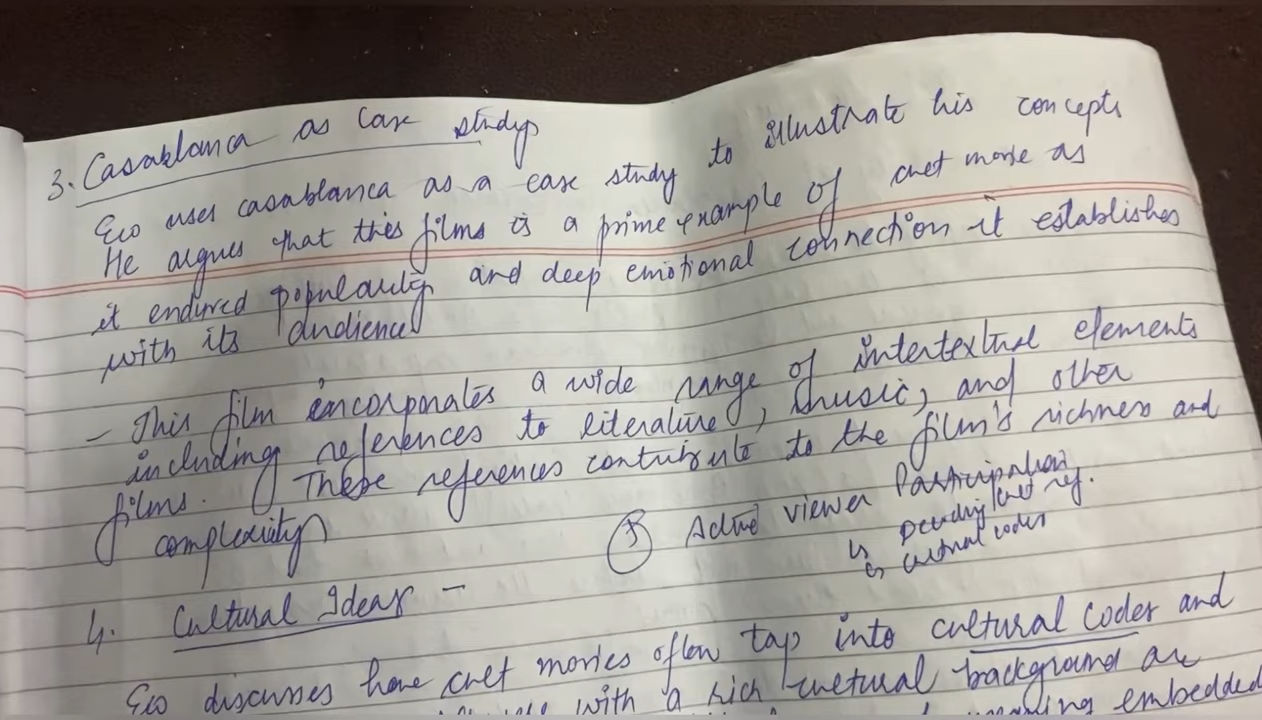 3. Casablanca as Case study
Eco uses casablanca as a case study to illustrate his concepts
He argues that this films is a prime example of cult movie as
it endured popularity and deep emotional connection it establishes
with its audience
- This film incorporates a wide range of intertextual elements
including references to literature, music, and other
films. These references contribute to the film's richness and
complexity
5 Active viewer Participation
↳ decoding
↳ cultural codes
4. Cultural Ideas -
Eco discusses how cult movies often tap into cultural codes and
with a rich cultural background are
embedded